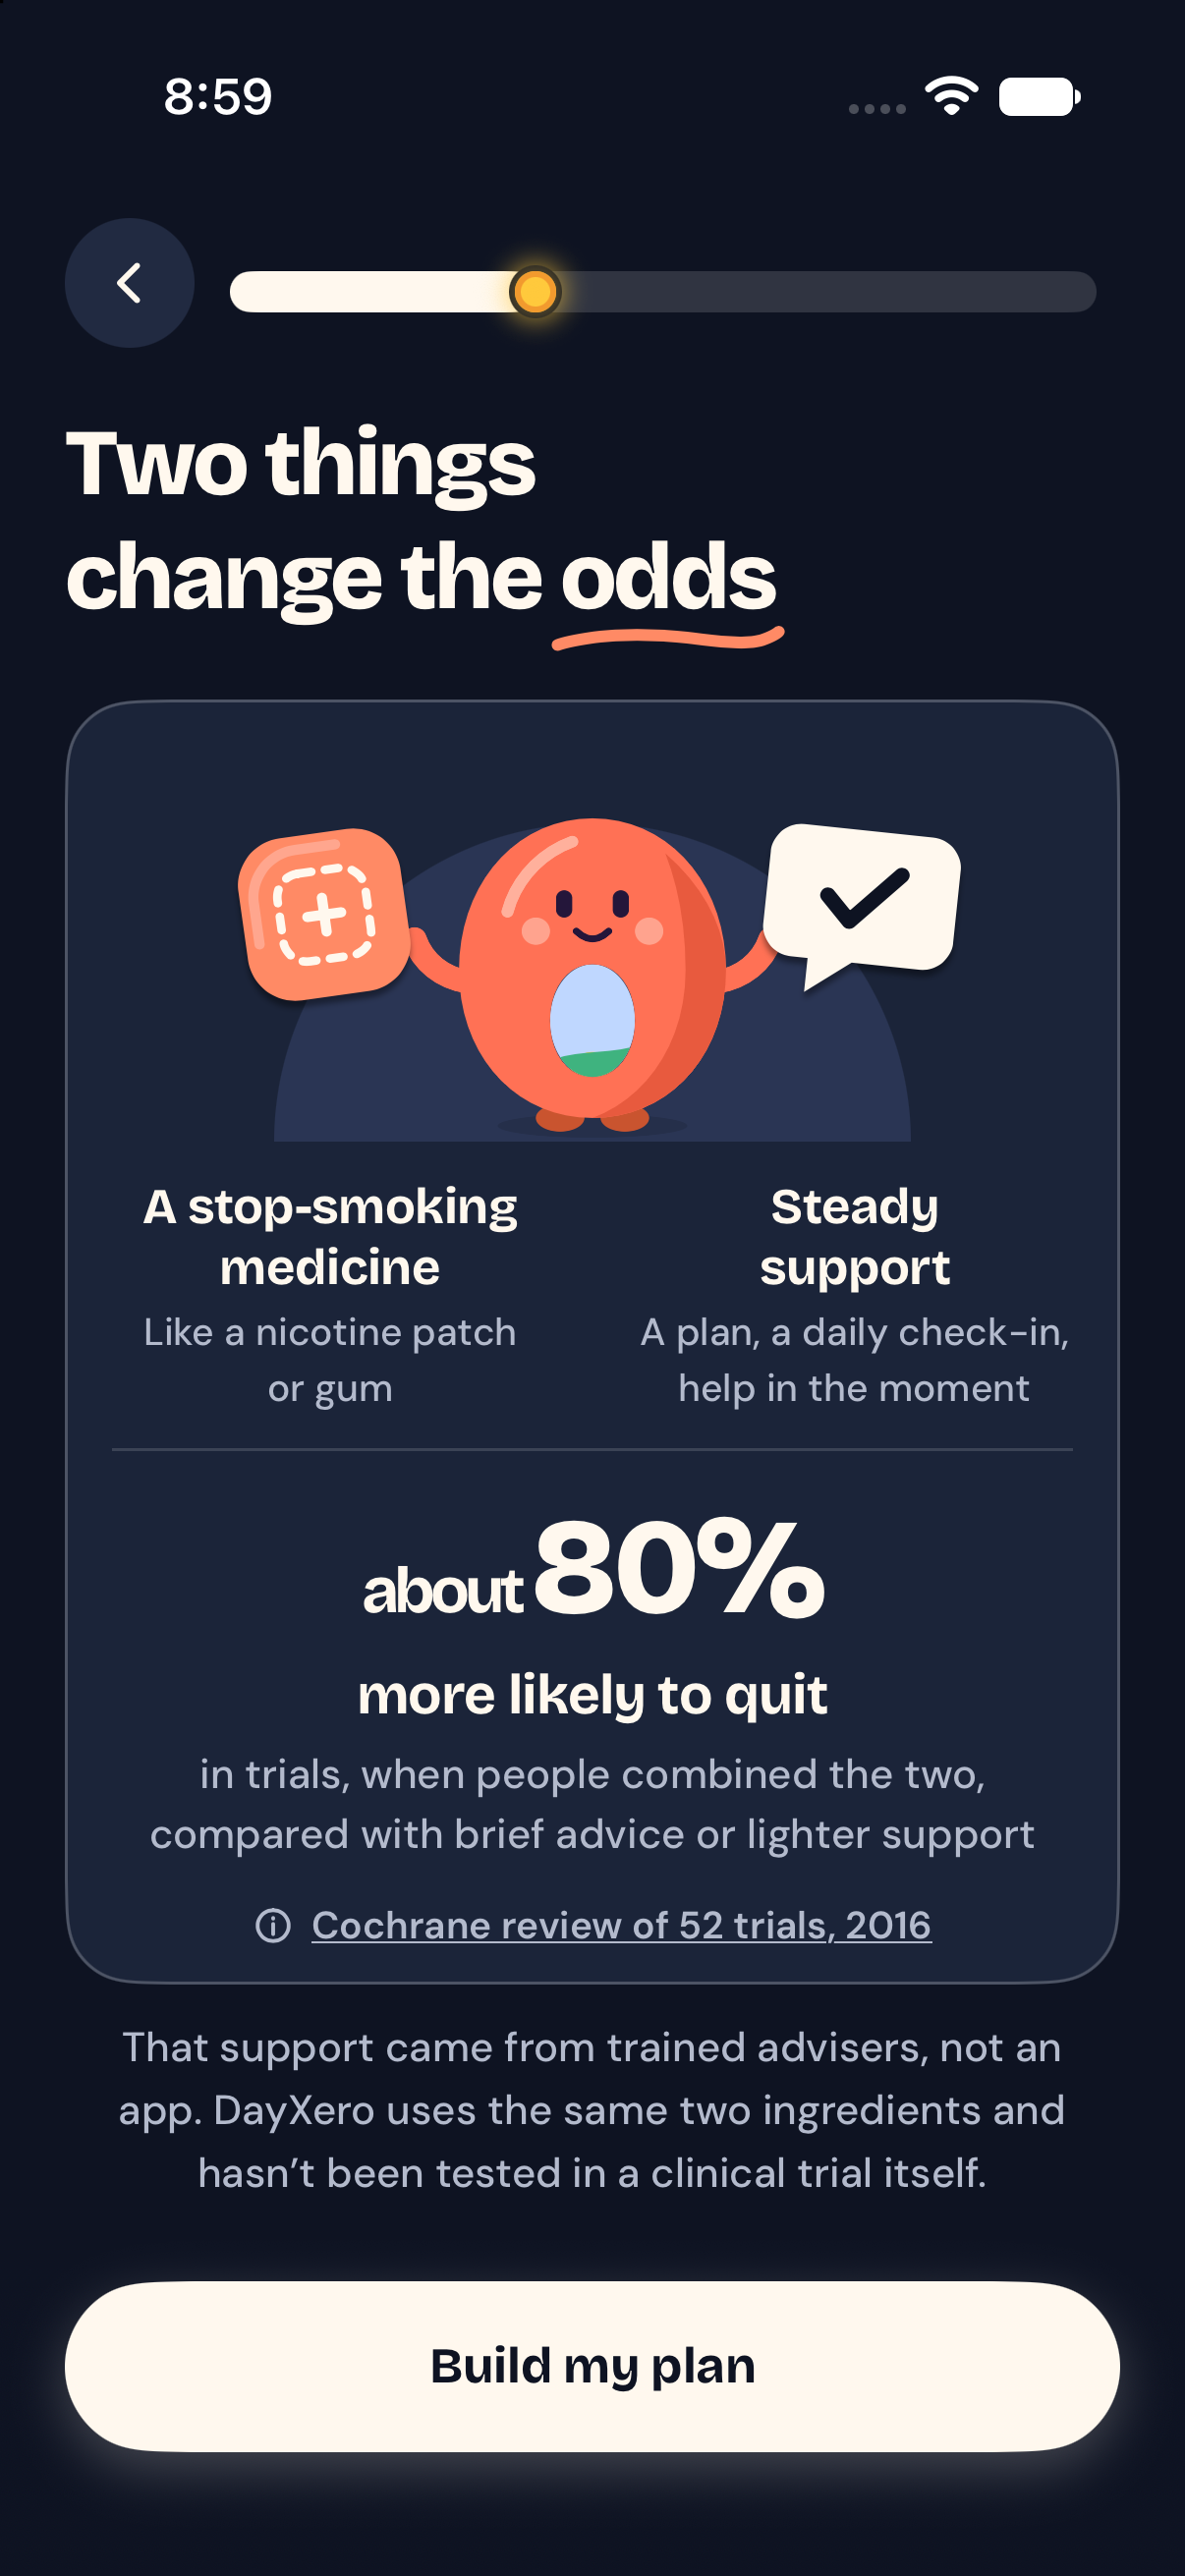 8:59
Two things
change the odds
A stop-smoking
medicine
Like a nicotine patch
or gum
Steady
support
A plan, a daily check-in,
help in the moment
about 80%
more likely to quit
in trials, when people combined the two,
compared with brief advice or lighter support
Cochrane review of 52 trials, 2016
That support came from trained advisers, not an
app. DayXero uses the same two ingredients and
hasn’t been tested in a clinical trial itself.
Build my plan